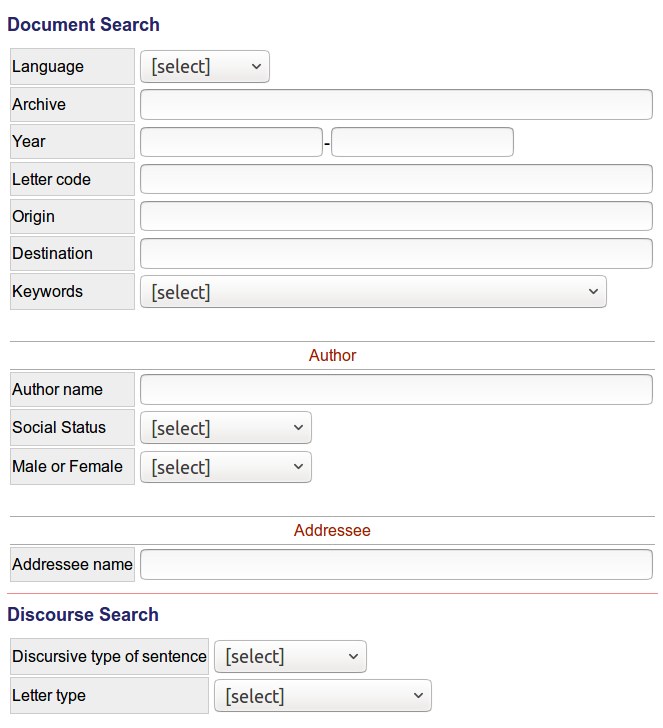 Document Search
Language [select]
Archive
Year -
Letter code
Origin
Destination
Keywords [select]
Author
Author name
Social Status [select]
Male or Female [select]
Addressee
Addressee name
Discourse Search
Discursive type of sentence [select]
Letter type [select]